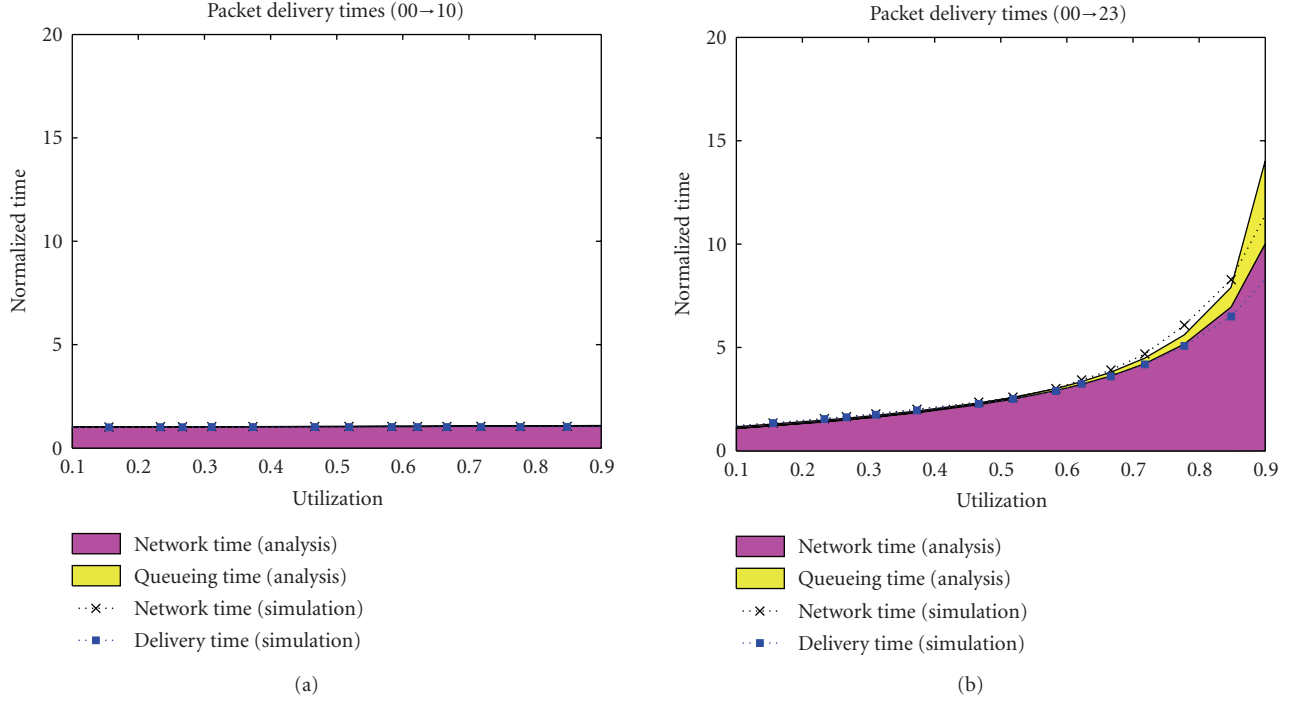 Packet delivery times (00→10)
20
15
10
5
0
Normalized time
0.1 0.2 0.3 0.4 0.5 0.6 0.7 0.8 0.9
Utilization
Network time (analysis)
Queueing time (analysis)
Network time (simulation)
Delivery time (simulation)
(a)
Packet delivery times (00→23)
20
15
10
5
0
Normalized time
0.1 0.2 0.3 0.4 0.5 0.6 0.7 0.8 0.9
Utilization
Network time (analysis)
Queueing time (analysis)
Network time (simulation)
Delivery time (simulation)
(b)